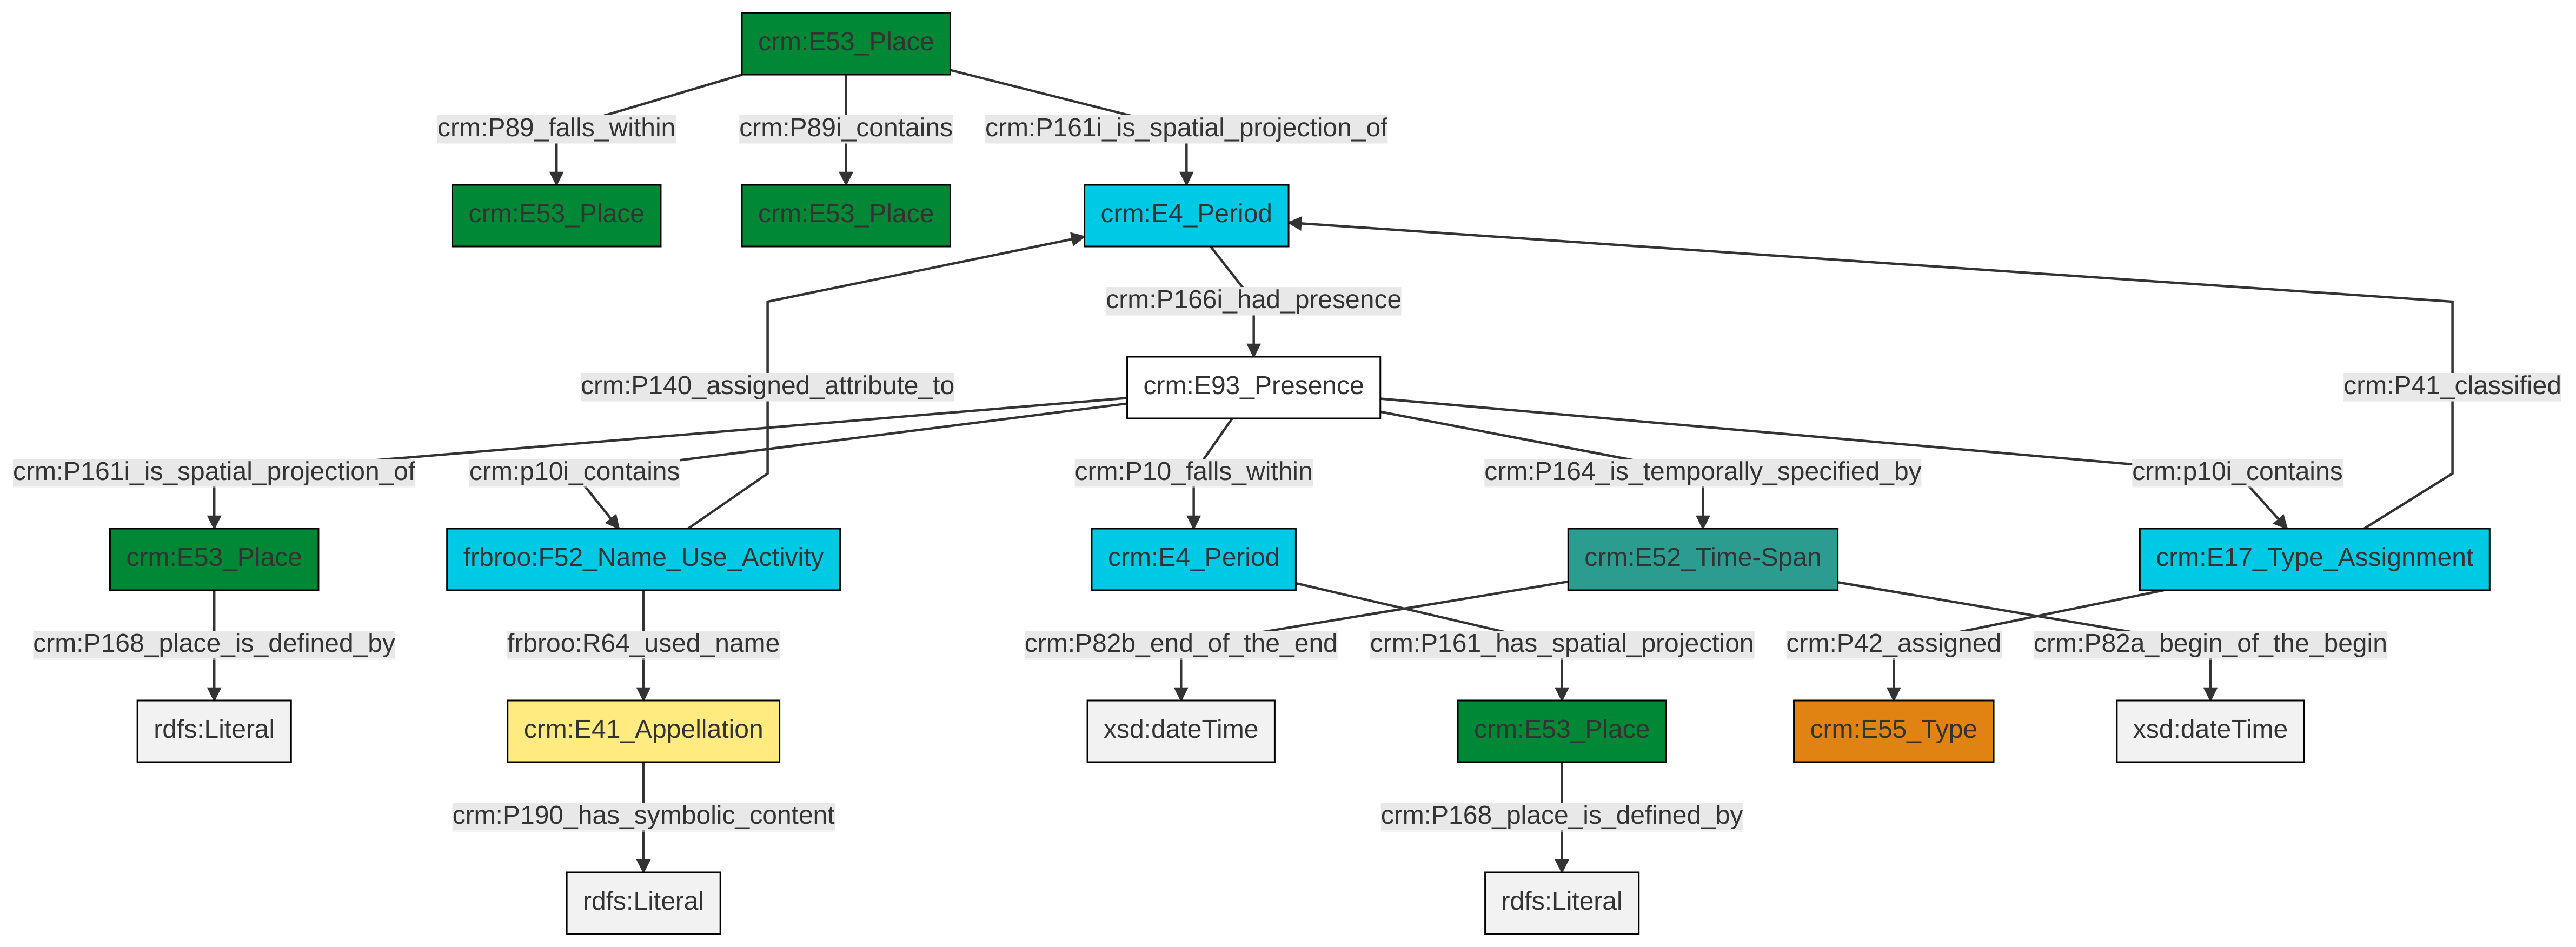 crm:E53_Place
crm:P89_falls_within
crm:P89i_contains
crm:P161i_is_spatial_projection_of
crm:E53_Place
crm:E53_Place
crm:E4_Period
crm:P166i_had_presence
crm:P140_assigned_attribute_to
crm:E93_Presence
crm:P41_classified
crm:P161i_is_spatial_projection_of
crm:p10i_contains
crm:P10_falls_within
crm:P164_is_temporally_specified_by
crm:p10i_contains
crm:E53_Place
frbroo:F52_Name_Use_Activity
crm:E4_Period
crm:E52_Time-Span
crm:E17_Type_Assignment
crm:P168_place_is_defined_by
frbroo:R64_used_name
crm:P82b_end_of_the_end
crm:P161_has_spatial_projection
crm:P42_assigned
crm:P82a_begin_of_the_begin
rdfs:Literal
crm:E41_Appellation
xsd:dateTime
crm:E53_Place
crm:E55_Type
xsd:dateTime
crm:P190_has_symbolic_content
crm:P168_place_is_defined_by
rdfs:Literal
rdfs:Literal